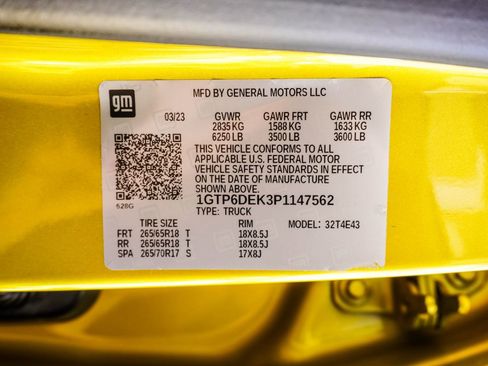 gm
MFD BY GENERAL MOTORS LLC
03/23 GVWR GAWR FRT GAWR RR
2835 KG 1588 KG 1633 KG
6250 LB 3500 LB 3600 LB
THIS VEHICLE CONFORMS TO ALL
APPLICABLE U.S. FEDERAL MOTOR
VEHICLE SAFETY STANDARDS IN EFFECT
ON THE DATE OF MANUFACTURE
SHOWN ABOVE.
1GTP6DEK3P1147562
TYPE: TRUCK
528G
TIRE SIZE RIM MODEL: 32T4E43
FRT 265/65R18 T 18X8.5J
RR 265/65R18 T 18X8.5J
SPA 265/70R17 S 17X8J